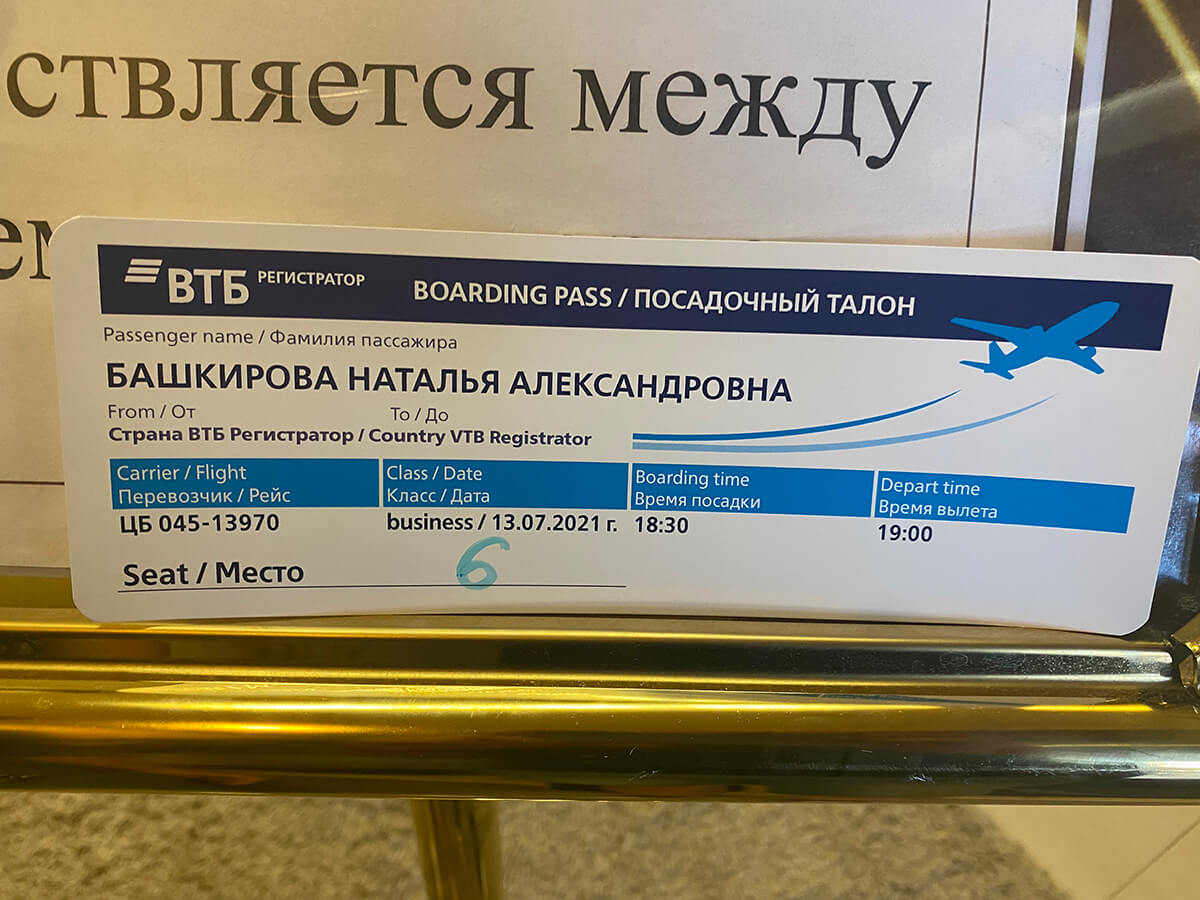 ствляется между
ем
ВТБ РЕГИСТРАТОР BOARDING PASS / ПОСАДОЧНЫЙ ТАЛОН
Passenger name / Фамилия пассажира
БАШКИРОВА НАТАЛЬЯ АЛЕКСАНДРОВНА
From / От To / До
Страна ВТБ Регистратор / Country VTB Registrator
Carrier / Flight Class / Date Boarding time Depart time
Перевозчик / Рейс Класс / Дата Время посадки Время вылета
ЦБ 045-13970 business / 13.07.2021 г. 18:30 19:00
Seat / Место 6